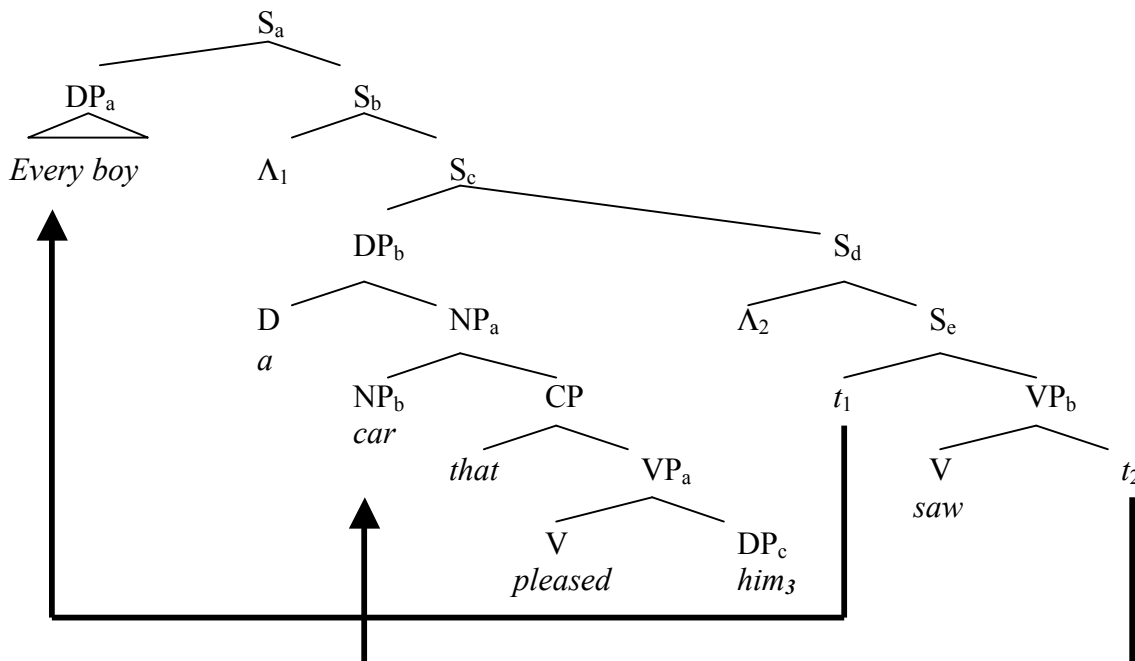 Sa
DPa Sb
Every boy Λ1 Sc
DPb Sd
D NPa Λ2 Se
a
NPb CP t1 VPb
car
that VPa V t2
saw
V DPc
pleased him3